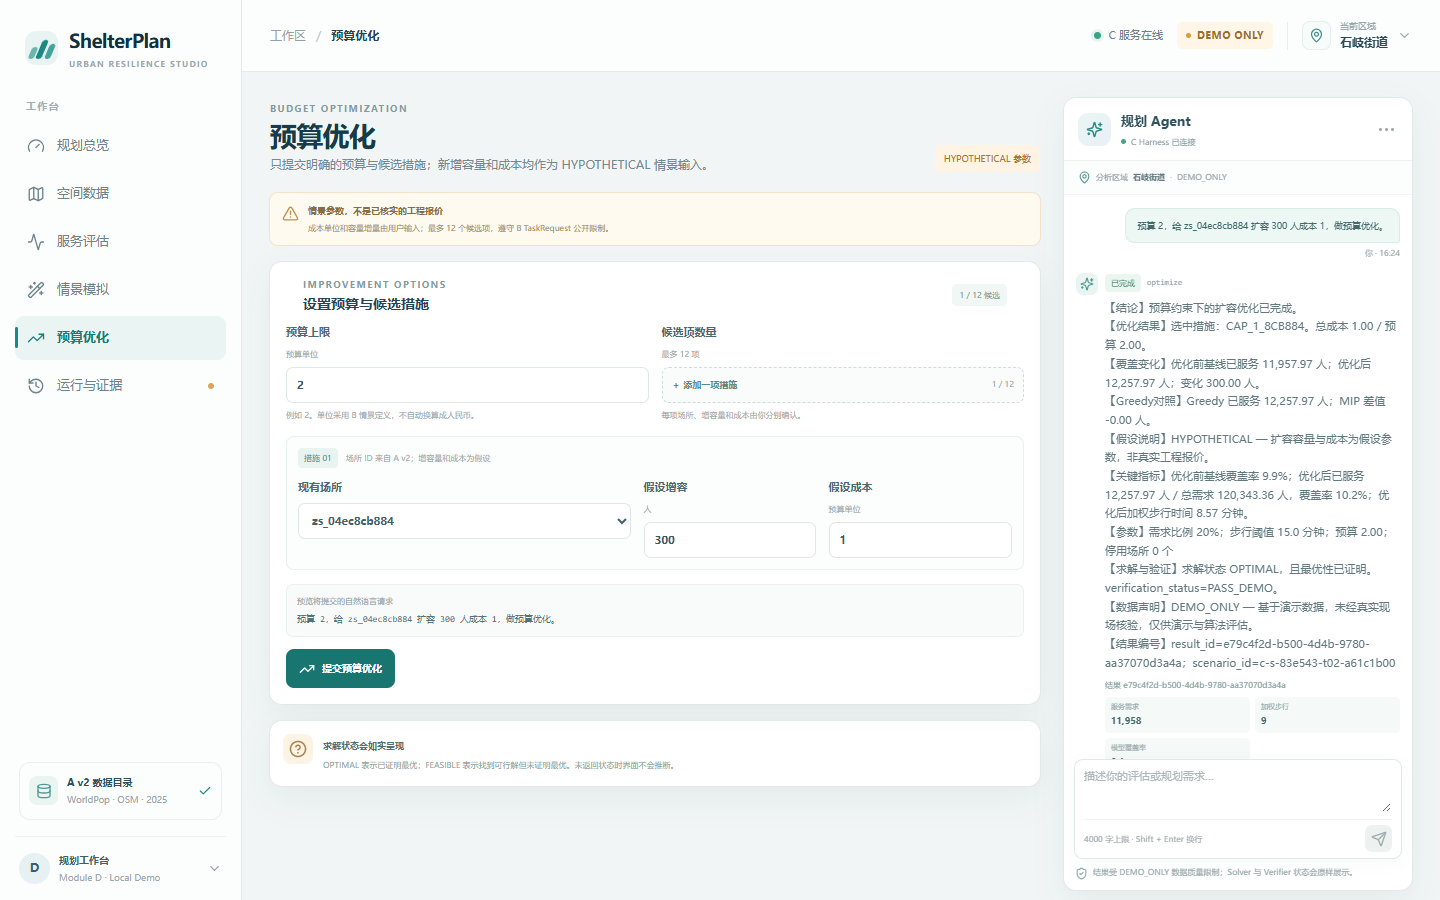 ShelterPlan
URBAN RESILIENCE STUDIO
工作台
规划总览
空间数据
服务评估
情景模拟
预算优化
运行与证据
A v2 数据目录
WorldPop · OSM · 2025
D
规划工作台
Module D · Local Demo
工作区 / 预算优化
C 服务在线
DEMO ONLY
当前区域
石岐街道
BUDGET OPTIMIZATION
预算优化
只提交明确的预算与候选措施；新增容量和成本均作为 HYPOTHETICAL 情景输入。
HYPOTHETICAL 参数
情景参数，不是已核实的工程报价
成本单位和容量增量由用户输入；最多 12 个候选项，遵守 B TaskRequest 公开限制。
IMPROVEMENT OPTIONS
设置预算与候选措施
1 / 12 候选
预算上限
预算单位
2
例如 2。单位采用 B 情景定义，不自动换算成人民币。
候选项数量
最多 12 项
+ 添加一项措施
1 / 12
每项场所、增容量和成本由你分别确认。
措施 01
场所 ID 来自 A v2；增容量和成本为假设
现有场所
zs_04ec8cb884
假设增容
人
300
假设成本
预算单位
1
预览将提交的自然语言请求
预算 2，给 zs_04ec8cb884 扩容 300 人成本 1，做预算优化。
提交预算优化
求解状态会如实呈现
OPTIMAL 表示已证明最优；FEASIBLE 表示找到可行解但未证明最优。未返回状态时界面不会推断。
规划 Agent
C Harness 已连接
分析区域 石岐街道 · DEMO_ONLY
预算 2，给 zs_04ec8cb884 扩容 300 人成本 1，做预算优化。
你 · 16:24
已完成 optimize
【结论】预算约束下的扩容优化已完成。
【优化结果】选中措施：CAP_1_8CB884。总成本 1.00 / 预
算 2.00。
【覆盖变化】优化前基线已服务 11,957.97 人；优化后
12,257.97 人；变化 300.00 人。
【Greedy对照】Greedy 已服务 12,257.97 人；MIP 差值
-0.00 人。
【假设说明】HYPOTHETICAL — 扩容容量与成本为假设参
数，非真实工程报价。
【关键指标】优化前基线覆盖率 9.9%；优化后已服务
12,257.97 人 / 总需求 120,343.36 人，覆盖率 10.2%；优
化后加权步行时间 8.57 分钟。
【参数】需求比例 20%；步行阈值 15.0 分钟；预算 2.00；
停用场所 0 个
【求解与验证】求解状态 OPTIMAL，且最优性已证明。
verification_status=PASS_DEMO。
【数据声明】DEMO_ONLY — 基于演示数据，未经真实现
场核验，仅供演示与算法评估。
【结果编号】result_id=e79c4f2d-b500-4d4b-9780-
aa37070d3a4a；scenario_id=c-s-83e543-t02-a61c1b00
结果 e79c4f2d-b500-4d4b-9780-aa37070d3a4a
服务需求
11,958
加权步行
9
模型覆盖率
描述你的评估或规划需求...
4000 字上限 · Shift + Enter 换行
结果受 DEMO_ONLY 数据质量限制；Solver 与 Verifier 状态会原样展示。